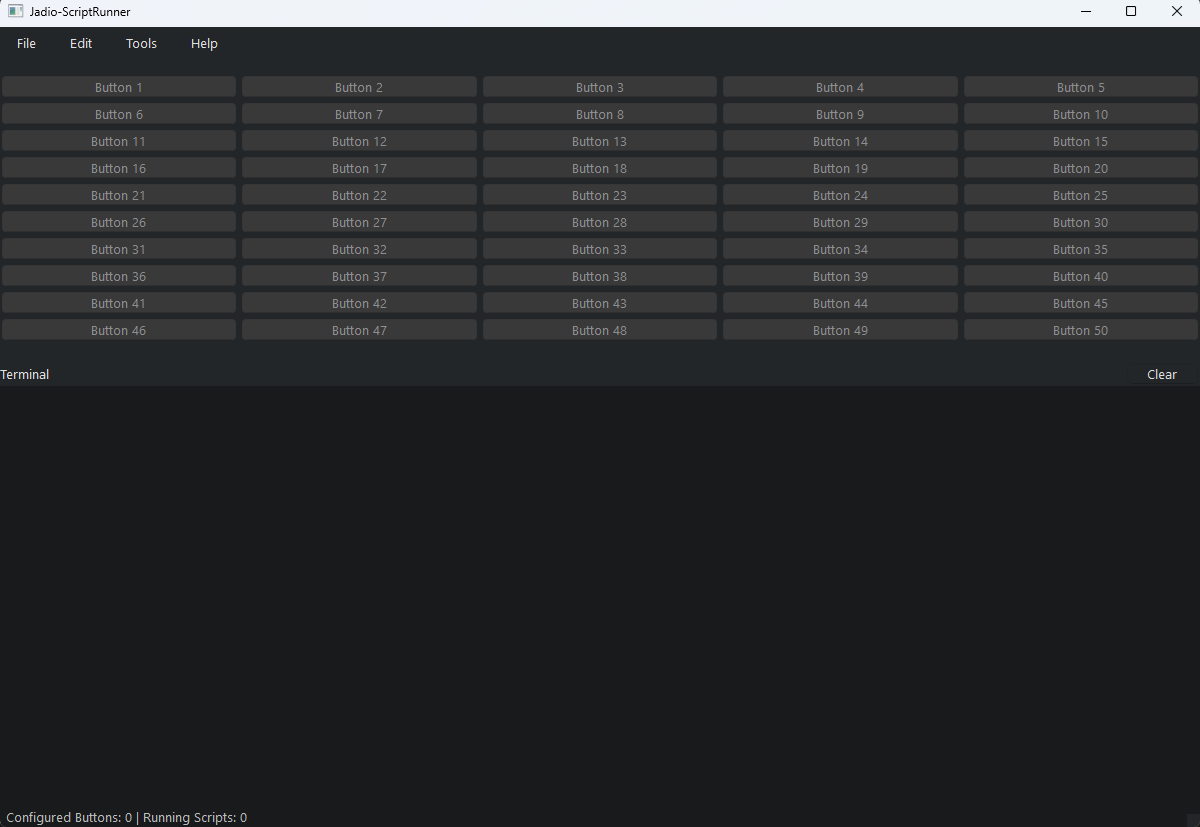 Jadio-ScriptRunner
File Edit Tools Help
Button 1 Button 2 Button 3 Button 4 Button 5
Button 6 Button 7 Button 8 Button 9 Button 10
Button 11 Button 12 Button 13 Button 14 Button 15
Button 16 Button 17 Button 18 Button 19 Button 20
Button 21 Button 22 Button 23 Button 24 Button 25
Button 26 Button 27 Button 28 Button 29 Button 30
Button 31 Button 32 Button 33 Button 34 Button 35
Button 36 Button 37 Button 38 Button 39 Button 40
Button 41 Button 42 Button 43 Button 44 Button 45
Button 46 Button 47 Button 48 Button 49 Button 50
Terminal Clear
Configured Buttons: 0 | Running Scripts: 0